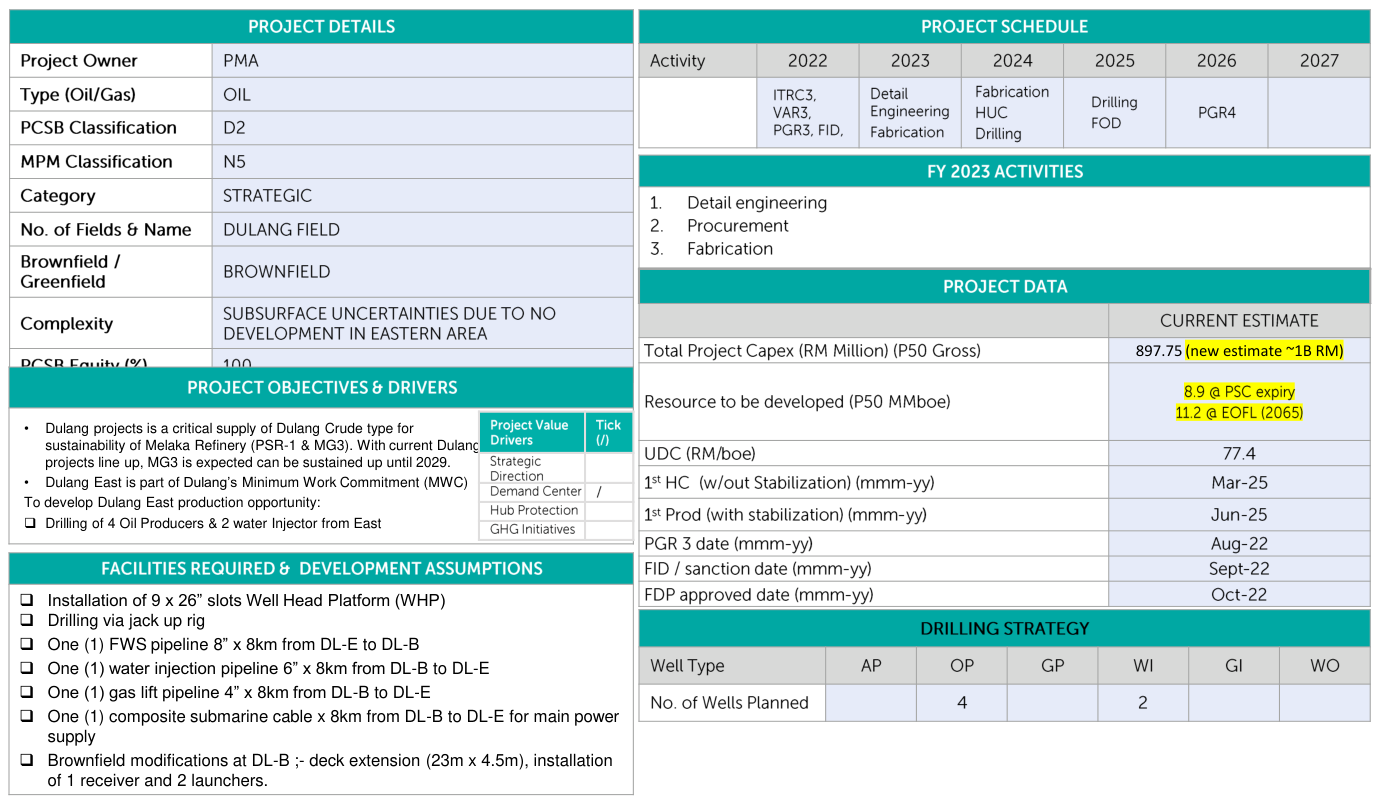 PROJECT DETAILS
Project Owner PMA
Type (Oil/Gas) OIL
PCSB Classification D2
MPM Classification N5
Category STRATEGIC
No. of Fields & Name DULANG FIELD
Brownfield /
Greenfield
BROWNFIELD
Complexity
SUBSURFACE UNCERTAINTIES DUE TO NO
DEVELOPMENT IN EASTERN AREA
PCSB Equity (%) 100
PROJECT OBJECTIVES & DRIVERS
• Dulang projects is a critical supply of Dulang Crude type for
sustainability of Melaka Refinery (PSR-1 & MG3). With current Dulang
projects line up, MG3 is expected can be sustained up until 2029.
• Dulang East is part of Dulang’s Minimum Work Commitment (MWC)
To develop Dulang East production opportunity:
❑ Drilling of 4 Oil Producers & 2 water Injector from East
Project Value
Drivers
Tick
(/)
Strategic
Direction
Demand Center /
Hub Protection
GHG Initiatives
FACILITIES REQUIRED & DEVELOPMENT ASSUMPTIONS
❑ Installation of 9 x 26” slots Well Head Platform (WHP)
❑ Drilling via jack up rig
❑ One (1) FWS pipeline 8” x 8km from DL-E to DL-B
❑ One (1) water injection pipeline 6” x 8km from DL-B to DL-E
❑ One (1) gas lift pipeline 4” x 8km from DL-B to DL-E
❑ One (1) composite submarine cable x 8km from DL-B to DL-E for main power
supply
❑ Brownfield modifications at DL-B ;- deck extension (23m x 4.5m), installation
of 1 receiver and 2 launchers.
PROJECT SCHEDULE
Activity 2022 2023 2024 2025 2026 2027
ITRC3,
VAR3,
PGR3, FID,
Detail
Engineering
Fabrication
Fabrication
HUC
Drilling
Drilling
FOD
PGR4
FY 2023 ACTIVITIES
1. Detail engineering
2. Procurement
3. Fabrication
PROJECT DATA
CURRENT ESTIMATE
Total Project Capex (RM Million) (P50 Gross) 897.75 (new estimate ~1B RM)
Resource to be developed (P50 MMboe)
8.9 @ PSC expiry
11.2 @ EOFL (2065)
UDC (RM/boe) 77.4
1st HC (w/out Stabilization) (mmm-yy) Mar-25
1st Prod (with stabilization) (mmm-yy) Jun-25
PGR 3 date (mmm-yy) Aug-22
FID / sanction date (mmm-yy) Sept-22
FDP approved date (mmm-yy) Oct-22
DRILLING STRATEGY
Well Type AP OP GP WI GI WO
No. of Wells Planned 4 2